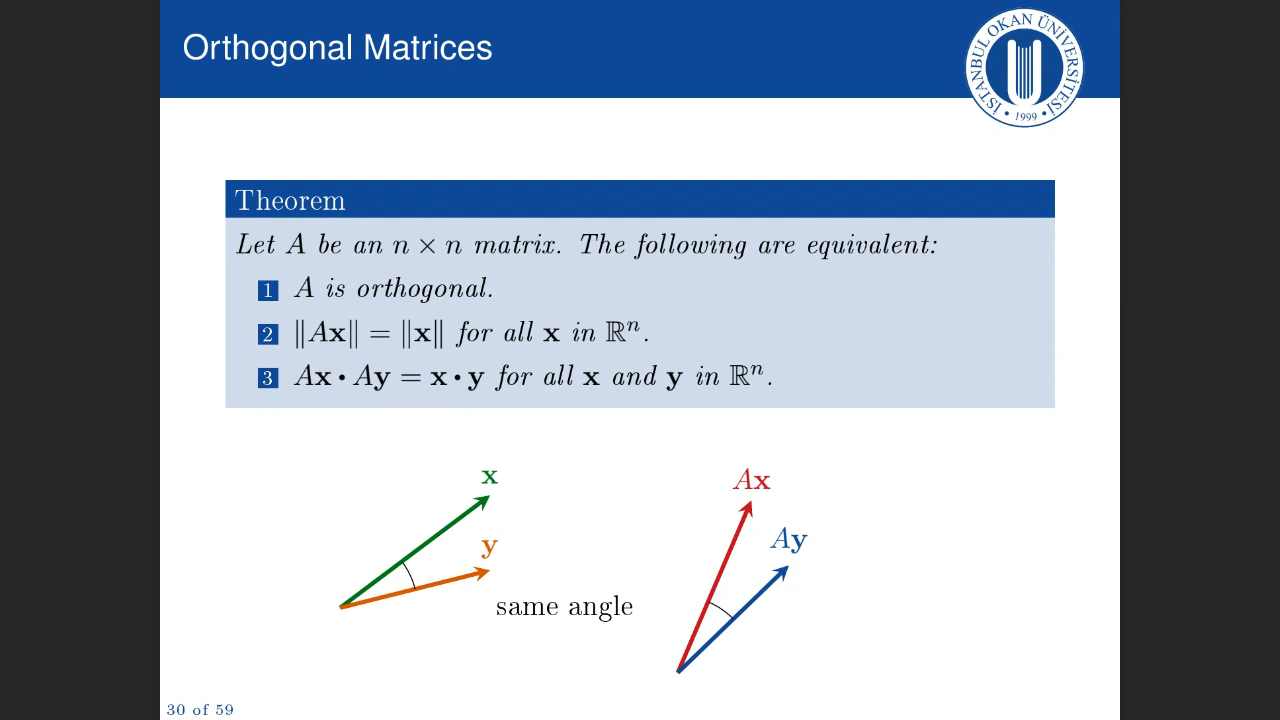 Orthogonal Matrices
İSTANBUL OKAN ÜNİVERSİTESİ
• 1999 •
Theorem
Let A be an n × n matrix. The following are equivalent:
1 A is orthogonal.
2 ‖Ax‖ = ‖x‖ for all x in ℝⁿ.
3 Ax • Ay = x • y for all x and y in ℝⁿ.
x
y
same angle
Ax
Ay
30 of 59